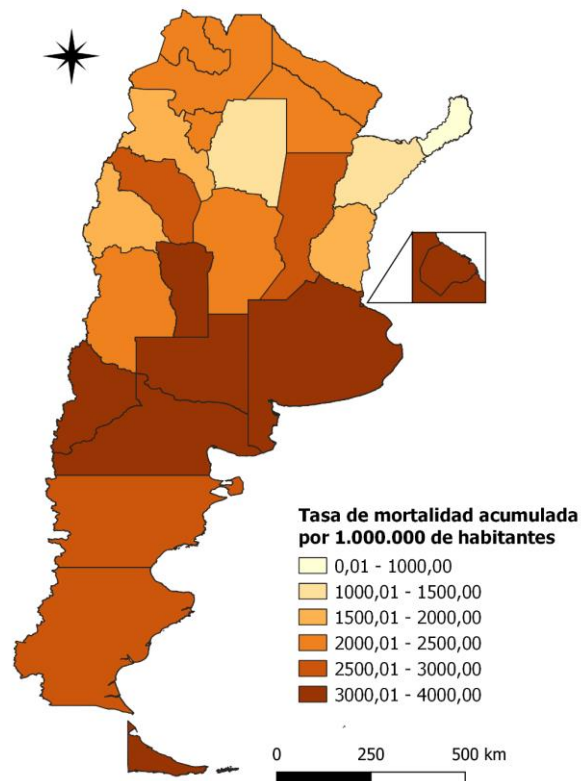 Tasa de mortalidad acumulada
por 1.000.000 de habitantes
0,01 - 1000,00
1000,01 - 1500,00
1500,01 - 2000,00
2000,01 - 2500,00
2500,01 - 3000,00
3000,01 - 4000,00
0 250 500 km